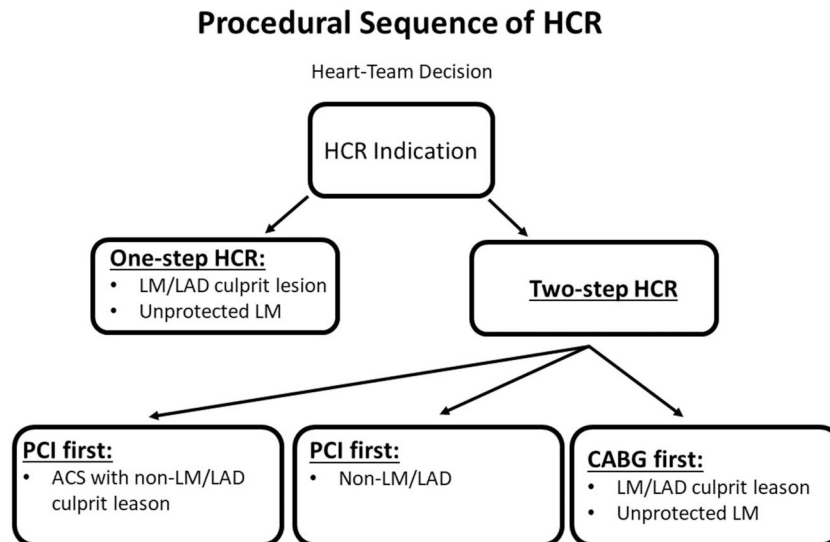 Procedural Sequence of HCR
Heart-Team Decision
HCR Indication
One-step HCR:
• LM/LAD culprit lesion
• Unprotected LM
Two-step HCR
PCI first:
• ACS with non-LM/LAD
culprit leason
PCI first:
• Non-LM/LAD
CABG first:
• LM/LAD culprit leason
• Unprotected LM